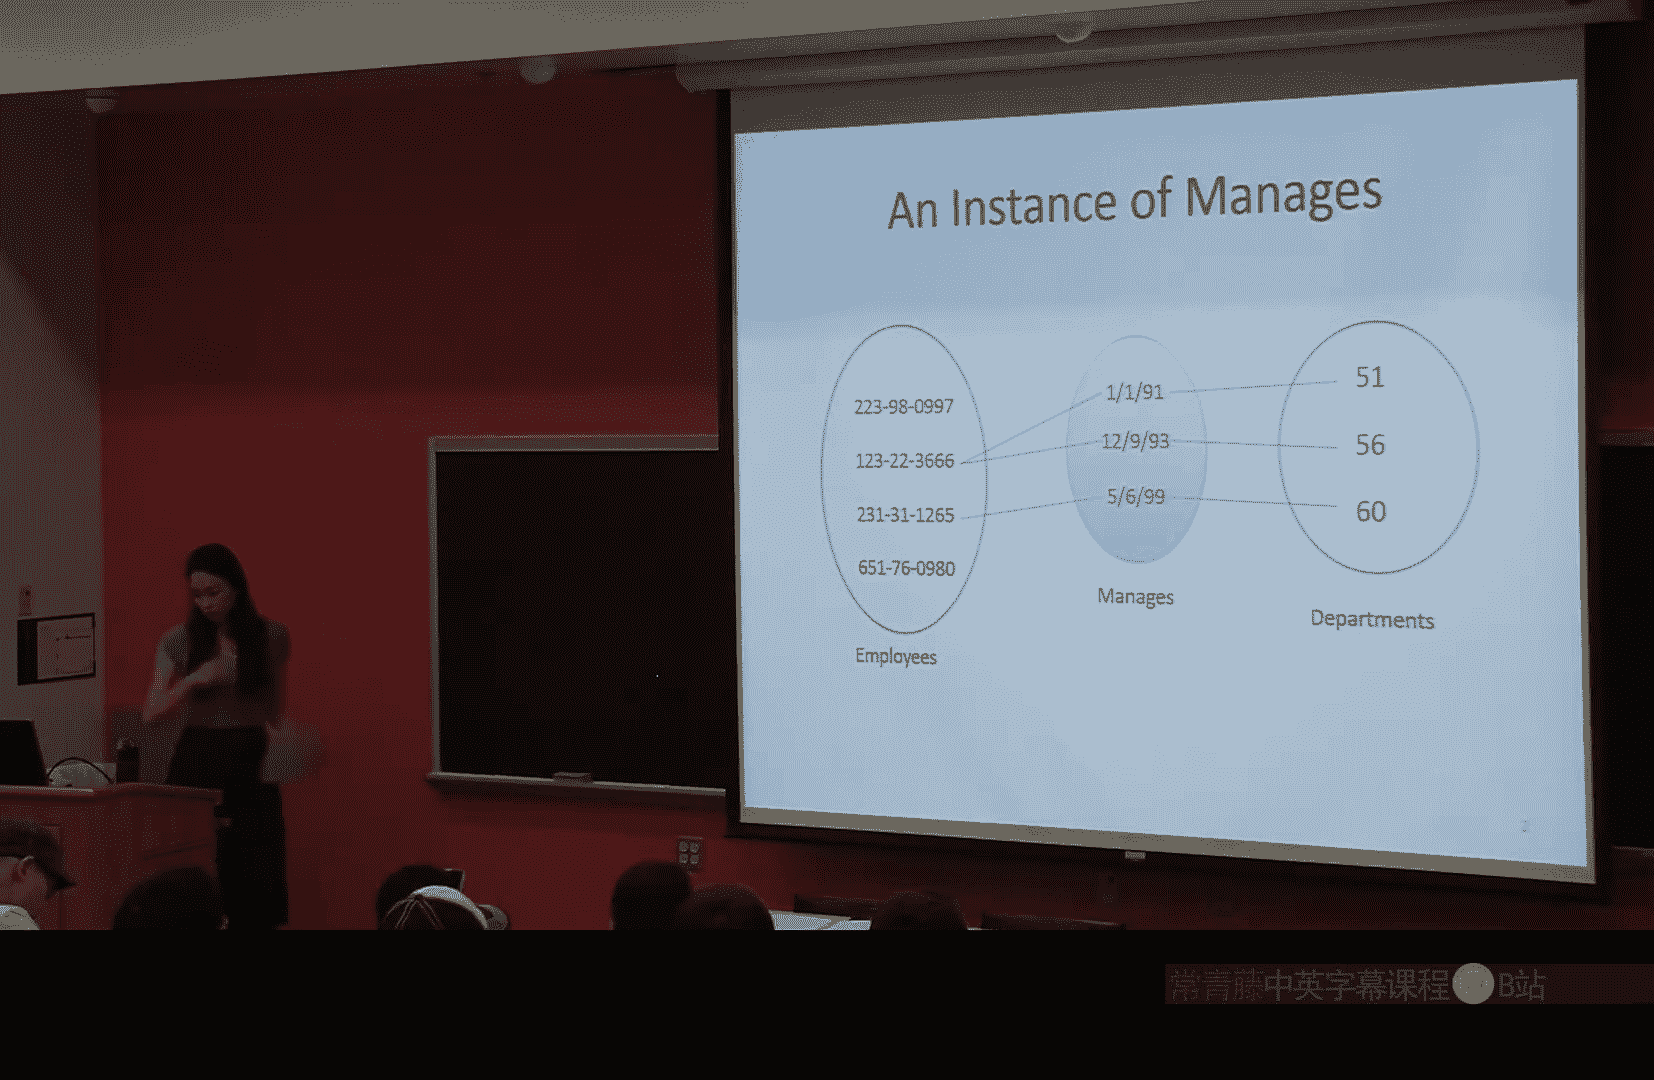 An Instance of Manages
223-98-0997
123-22-3666
231-31-1265
651-76-0980
Employees
1/1/91
12/9/93
5/6/99
Manages
51
56
60
Departments
2
常青藤中英字幕课程
B站